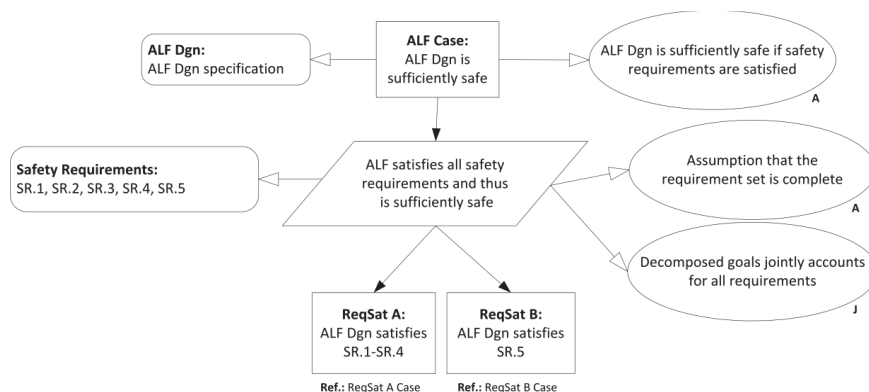 ALF Dgn:
ALF Dgn specification
ALF Case:
ALF Dgn is
sufficiently safe
ALF Dgn is sufficiently safe if safety
requirements are satisfied
A
Safety Requirements:
SR.1, SR.2, SR.3, SR.4, SR.5
ALF satisfies all safety
requirements and thus
is sufficiently safe
Assumption that the
requirement set is complete
A
Decomposed goals jointly accounts
for all requirements
J
ReqSat A:
ALF Dgn satisfies
SR.1-SR.4
Ref.: ReqSat A Case
ReqSat B:
ALF Dgn satisfies
SR.5
Ref.: ReqSat B Case